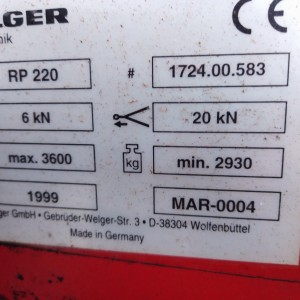 LGER CE
nik
RP 220 # 1724.00.583
6 kN 20 kN
max. 3600 kg min. 2930
1999 MAR-0004
lger GmbH • Gebrüder-Welger-Str. 3 • D-38304 Wolfenbüttel
Made in Germany